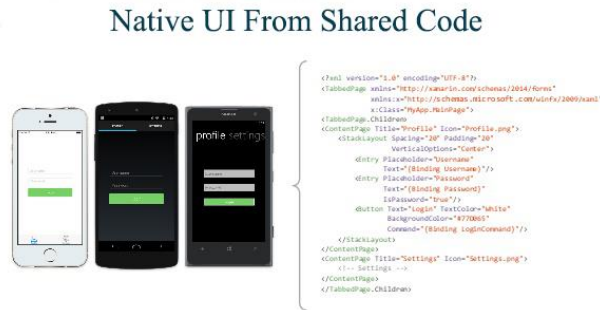 Native UI From Shared Code
profile settings
<?xml version="1.0" encoding="UTF-8"?>
<TabbedPage xmlns="http://xamarin.com/schemas/2014/forms"
xmlns:x="http://schemas.microsoft.com/winfx/2009/xaml"
x:Class="MyApp.MainPage">
<TabbedPage.Children>
<ContentPage Title="Profile" Icon="Profile.png">
<StackLayout Spacing="20" Padding="20"
VerticalOptions="Center">
<Entry Placeholder="Username"
Text="{Binding Username}"/>
<Entry Placeholder="Password"
Text="{Binding Password}"
IsPassword="true"/>
<Button Text="Login" TextColor="White"
BackgroundColor="#77D065"
Command="{Binding LoginCommand}"/>
</StackLayout>
</ContentPage>
<ContentPage Title="Settings" Icon="Settings.png">
<!-- Settings -->
</ContentPage>
</TabbedPage.Children>